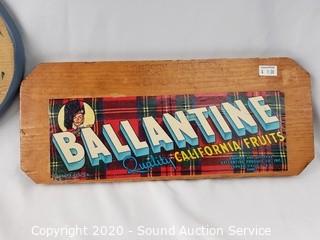 BALLANTINE
Quality CALIFORNIA FRUITS
Copyright 2020 - Sound Auction Service